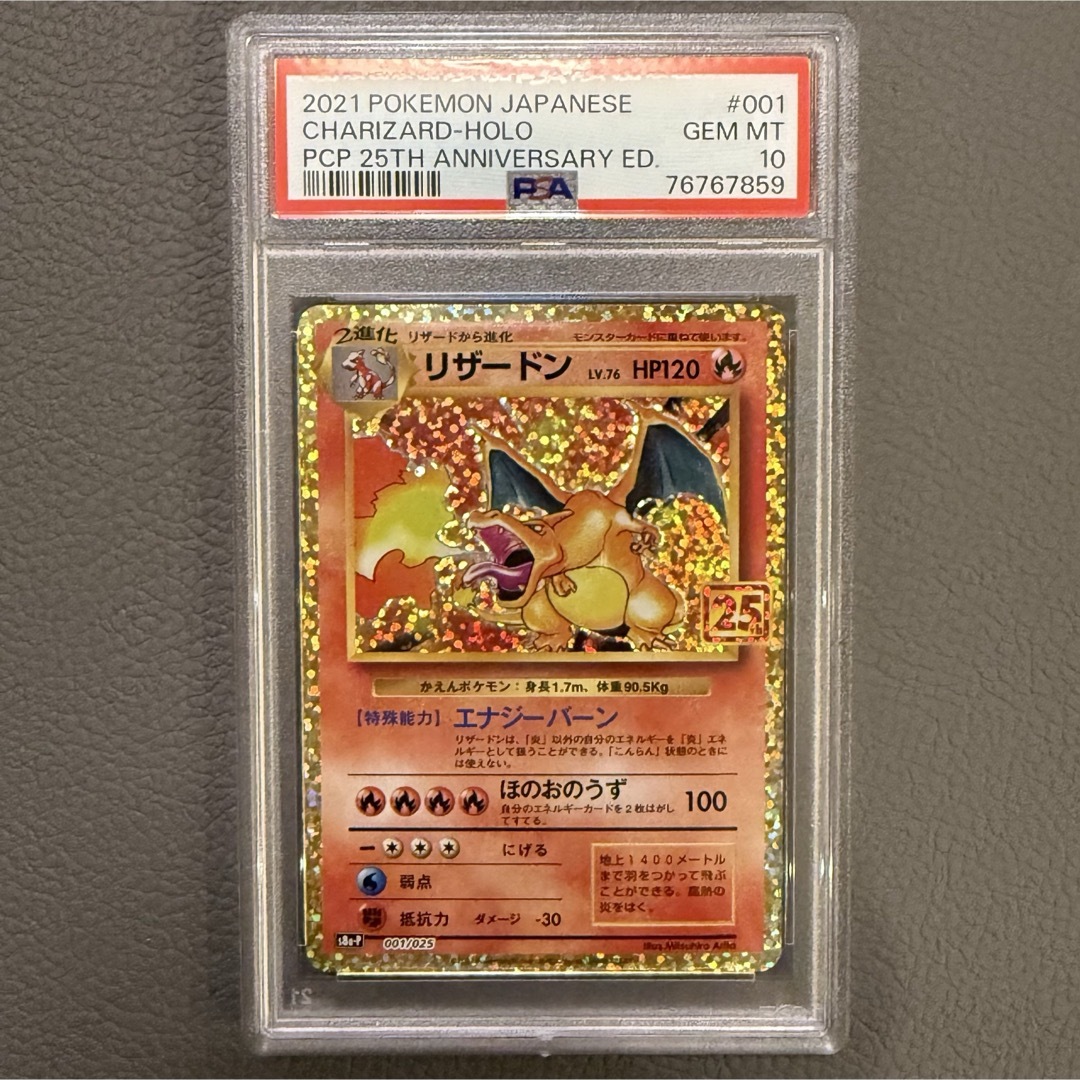 2021 POKEMON JAPANESE #001
CHARIZARD-HOLO GEM MT
PCP 25TH ANNIVERSARY ED. 10
PSA 76767859
2進化 リザードから進化 モンスターカードに重ねて使います。
リザードン LV.76 HP120
25
かえんポケモン：身長1.7m、体重90.5Kg
【特殊能力】 エナジーバーン
リザードンは、「炎」以外の自分のエネルギーを「炎」エネ
ルギーとして扱うことができる。「こんらん」状態のときに
は使えない。
ほのおのうず 100
自分のエネルギーカードを2枚はがし
てすてる。
にげる
弱点
抵抗力 ダメージ -30
地上1400メートル
まで羽をつかって飛ぶ
ことができる。高熱の
炎をはく。
s8a-P 001/025
Illus.Mitsuhiro Arita
21